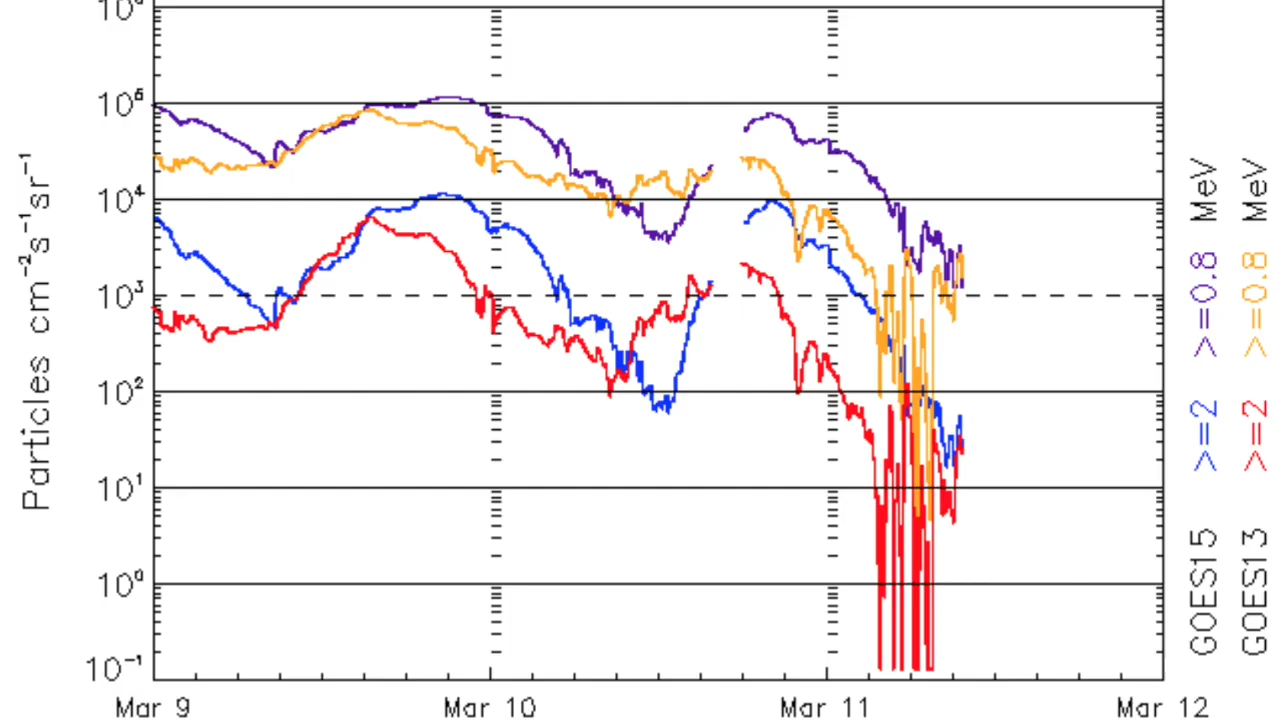 10⁶
10⁵
10⁴
10³
10²
10¹
10⁰
10⁻¹
Particles cm⁻²s⁻¹sr⁻¹
Mar 9 Mar 10 Mar 11 Mar 12
GOES15 >=2 >=0.8 MeV
GOES13 >=2 >=0.8 MeV